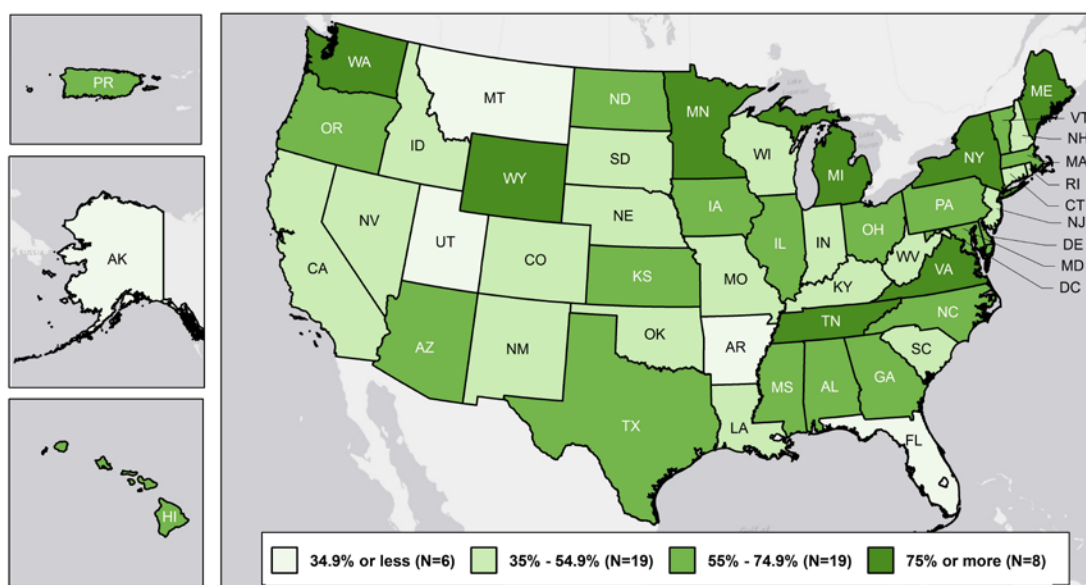 PR
AK
HI
WA
OR
CA
ID
NV
MT
WY
UT
AZ
CO
NM
ND
SD
NE
KS
OK
TX
MN
IA
MO
AR
LA
WI
IL
MI
IN
OH
KY
TN
MS
AL
GA
FL
SC
NC
VA
WV
PA
NY
ME
VT
NH
MA
RI
CT
NJ
DE
MD
DC
34.9% or less (N=6)
35% - 54.9% (N=19)
55% - 74.9% (N=19)
75% or more (N=8)